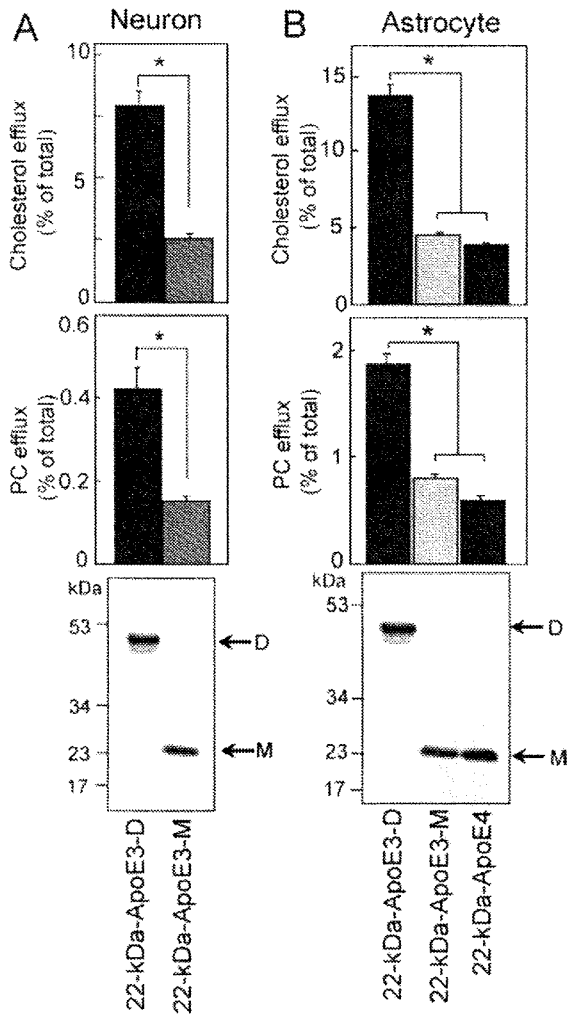 A
Neuron
Cholesterol efflux
(% of total)
10
5
0
*
PC efflux
(% of total)
0.6
0.4
0.2
0
*
kDa
53
34
23
17
D
M
22-kDa-ApoE3-D
22-kDa-ApoE3-M
B
Astrocyte
Cholesterol efflux
(% of total)
15
10
5
0
*
PC efflux
(% of total)
2
1
0
*
kDa
53
34
23
17
D
M
22-kDa-ApoE3-D
22-kDa-ApoE3-M
22-kDa-ApoE4